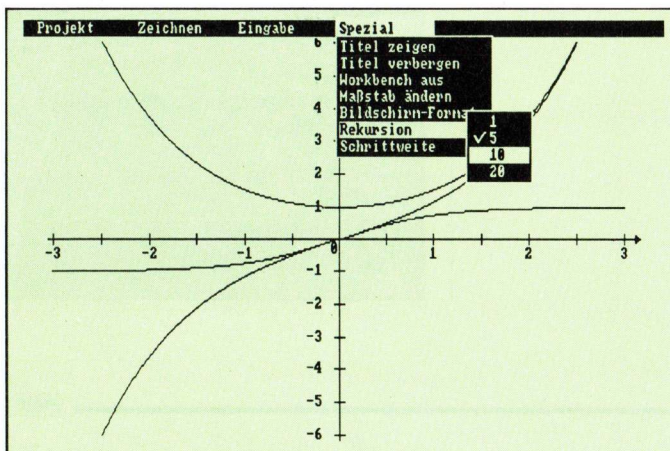 Projekt Zeichnen Eingabe Spezial
Titel zeigen
Titel verbergen
Workbench aus
Maßstab ändern
Bildschirm-Format
Rekursion
Schrittweite
1
✓5
10
20
6
5
4
3
2
1
-3 -2 -1 0 1 2 3
-1
-2
-3
-4
-5
-6